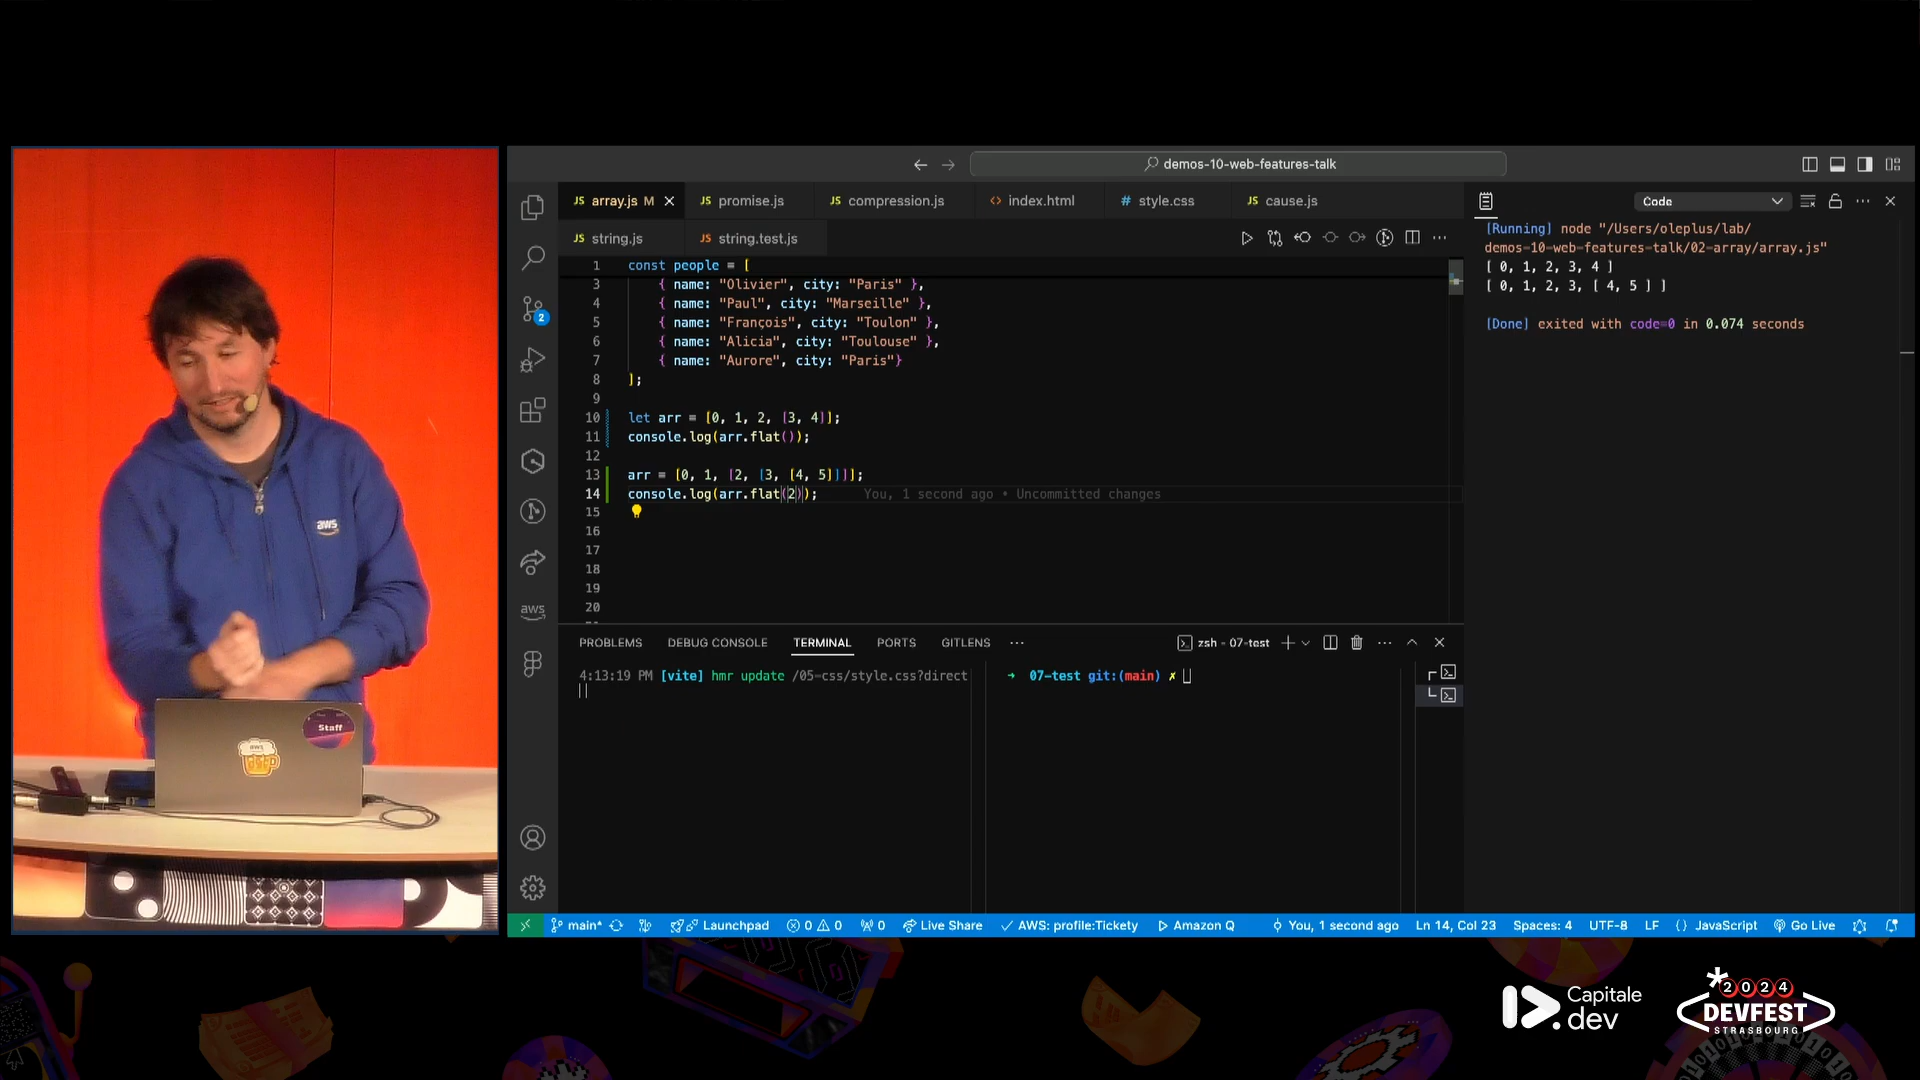 demos-10-web-features-talk
JS array.js M
JS promise.js
JS compression.js
<> index.html
# style.css
JS cause.js
JS string.js
JS string.test.js
Code
1 const people = [
3 { name: "Olivier", city: "Paris" },
4 { name: "Paul", city: "Marseille" },
5 { name: "François", city: "Toulon" },
6 { name: "Alicia", city: "Toulouse" },
7 { name: "Aurore", city: "Paris"}
8 ];
9
10 let arr = [0, 1, 2, [3, 4]];
11 console.log(arr.flat());
12
13 arr = [0, 1, [2, [3, [4, 5]]]];
14 console.log(arr.flat(2)); You, 1 second ago • Uncommitted changes
15
16
17
18
19
20
[Running] node "/Users/oleplus/lab/
demos-10-web-features-talk/02-array/array.js"
[ 0, 1, 2, 3, 4 ]
[ 0, 1, 2, 3, [ 4, 5 ] ]
[Done] exited with code=0 in 0.074 seconds
2
aws
PROBLEMS DEBUG CONSOLE TERMINAL PORTS GITLENS
zsh - 07-test
4:13:19 PM [vite] hmr update /05-css/style.css?direct
→ 07-test git:(main) ✗
main* Launchpad 0 0 0 Live Share AWS: profile:Tickety Amazon Q You, 1 second ago Ln 14, Col 23 Spaces: 4 UTF-8 LF {} JavaScript Go Live
aws
Staff
aws
Capitale
dev
2024
DEVFEST
STRASBOURG